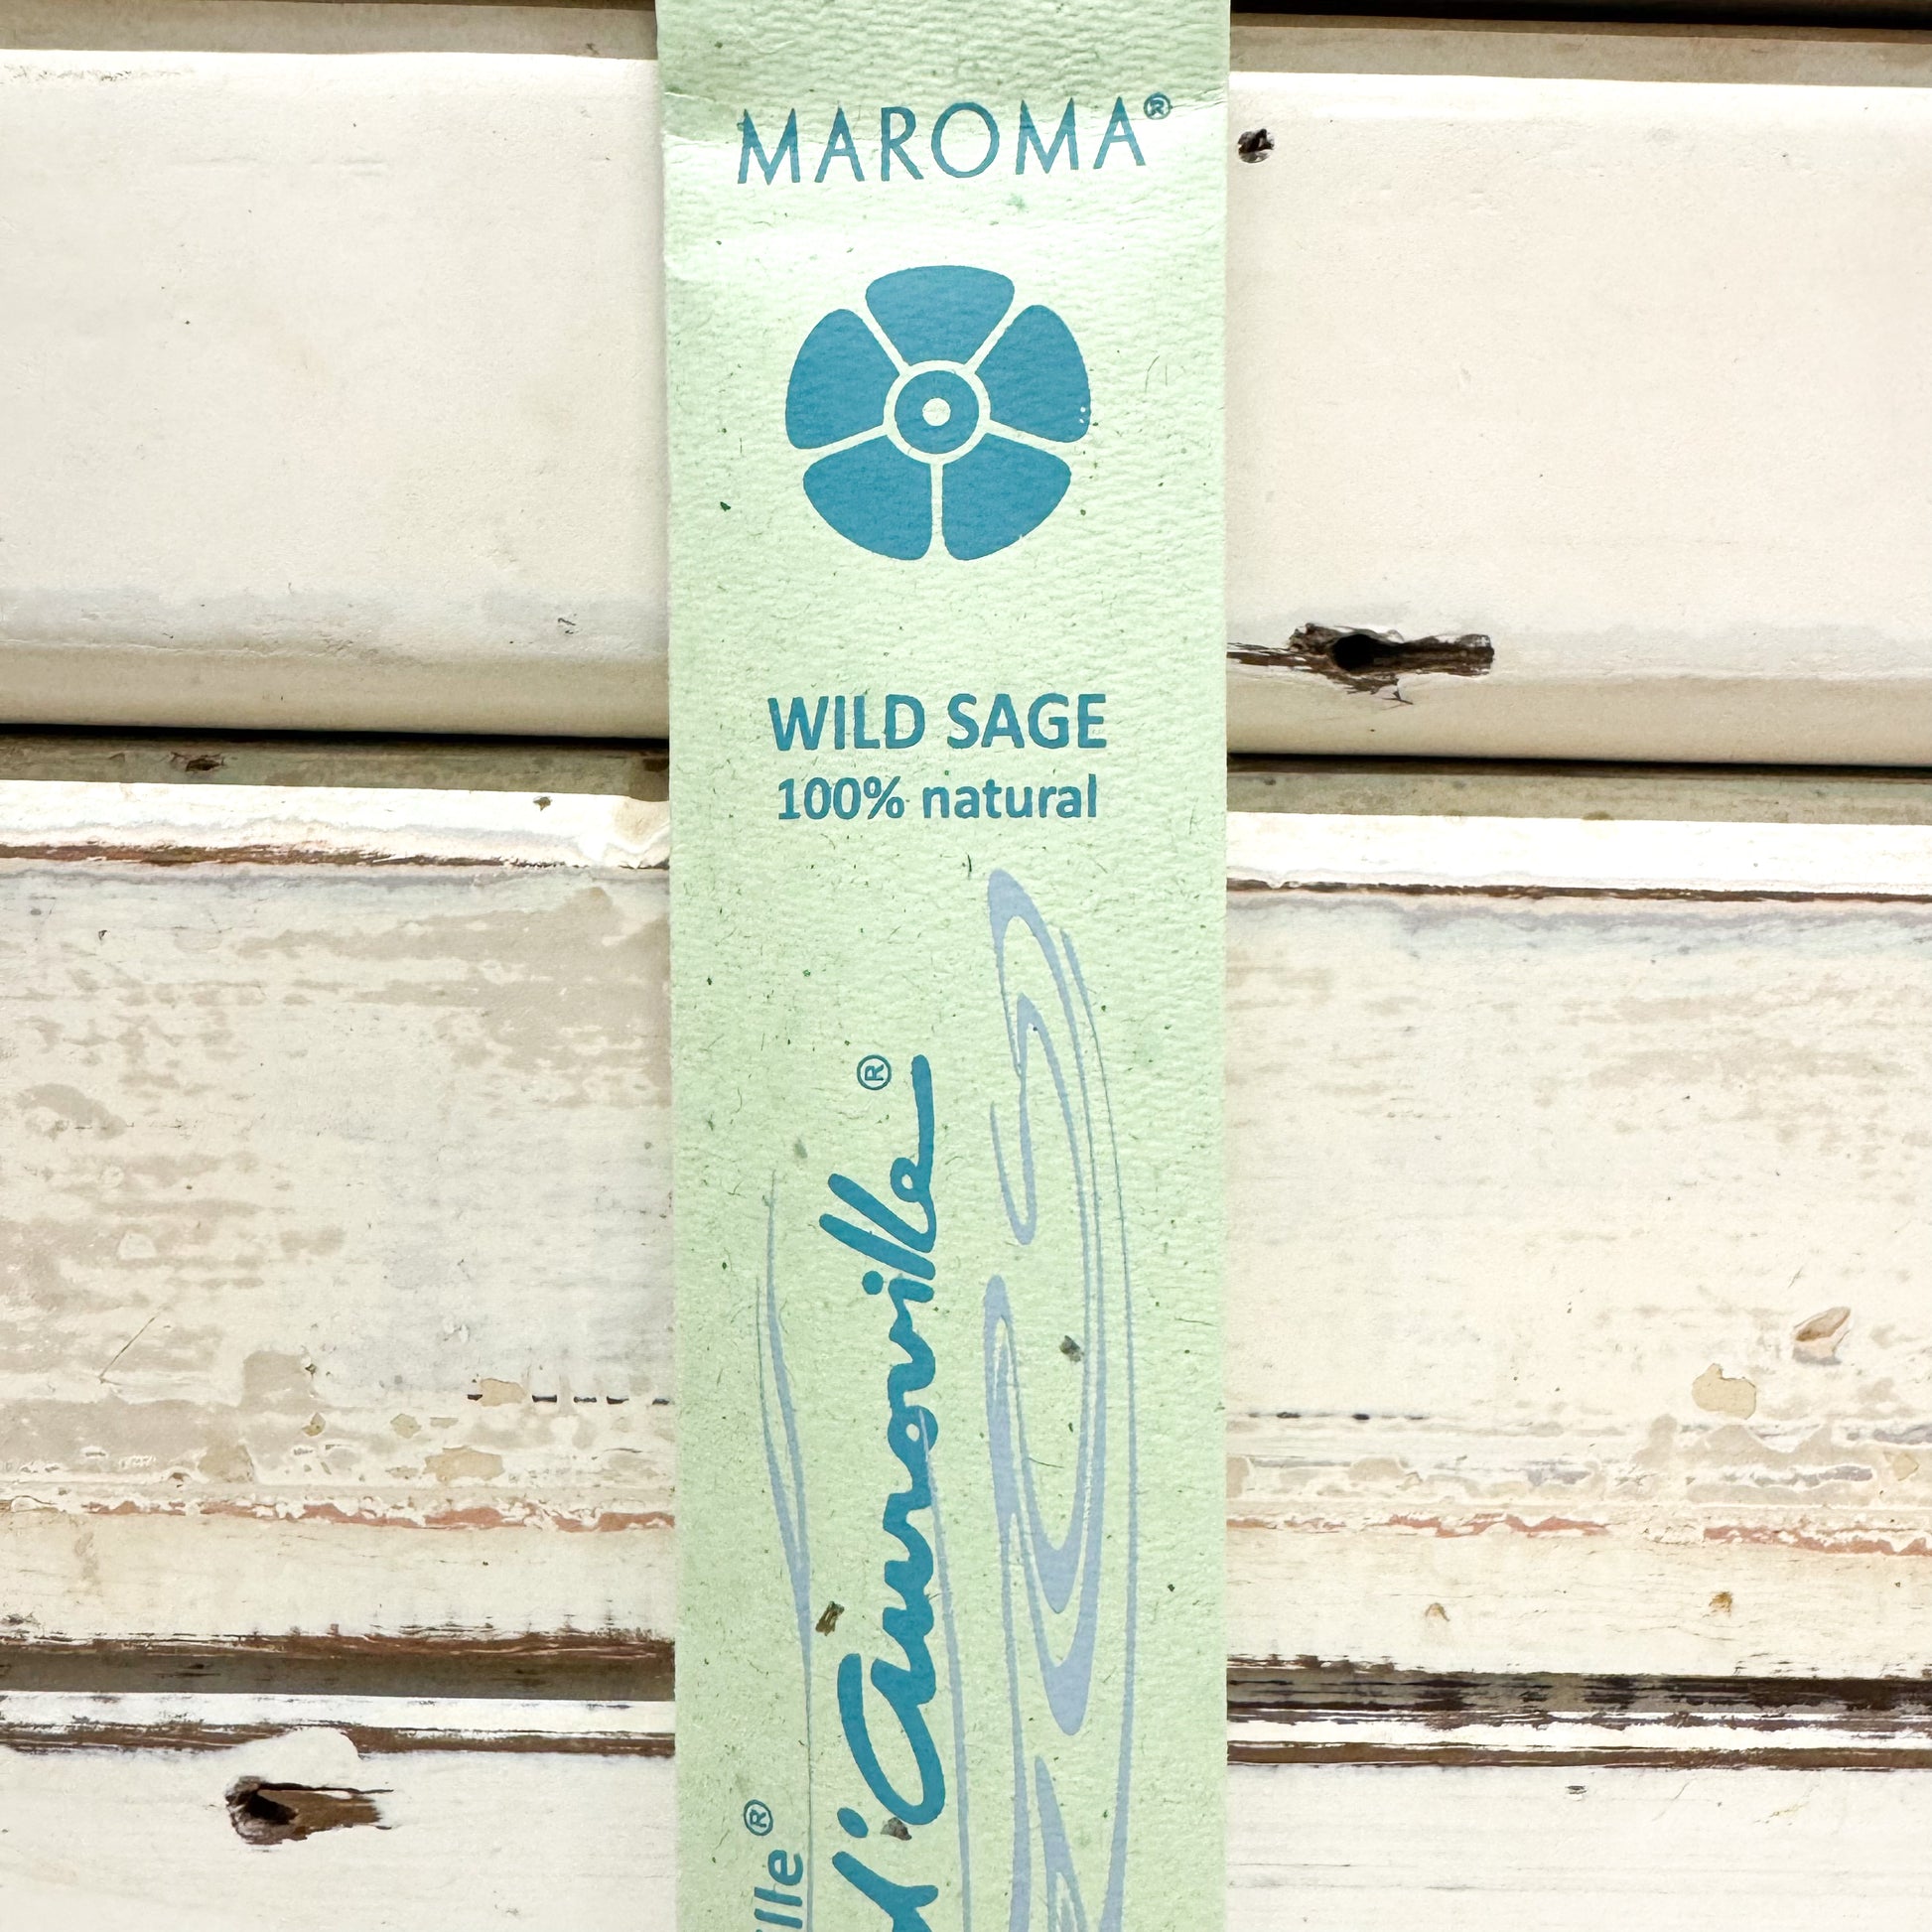 MAROMA®
WILD SAGE
100% natural
d'Auroville®